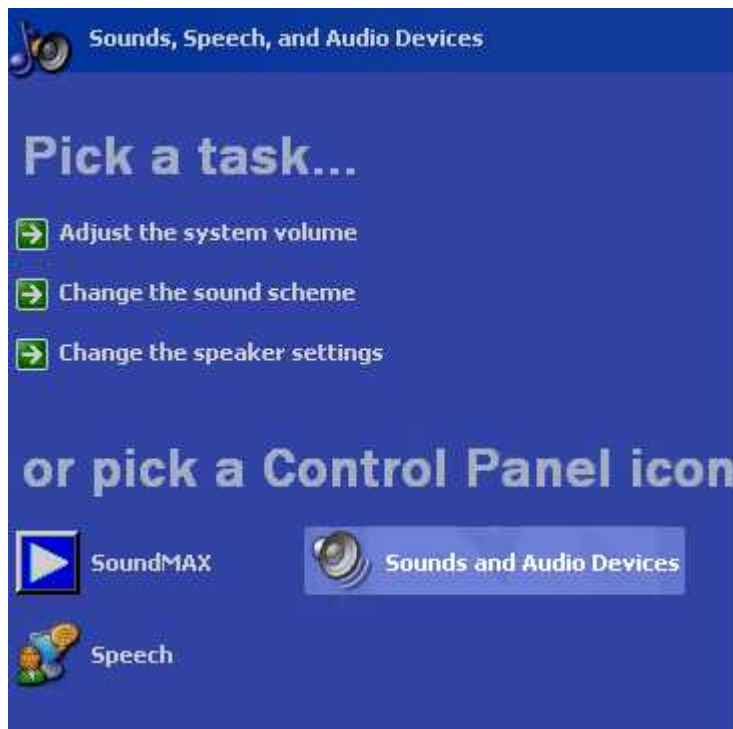 Sounds, Speech, and Audio Devices
Pick a task...
Adjust the system volume
Change the sound scheme
Change the speaker settings
or pick a Control Panel icon
SoundMAX
Sounds and Audio Devices
Speech